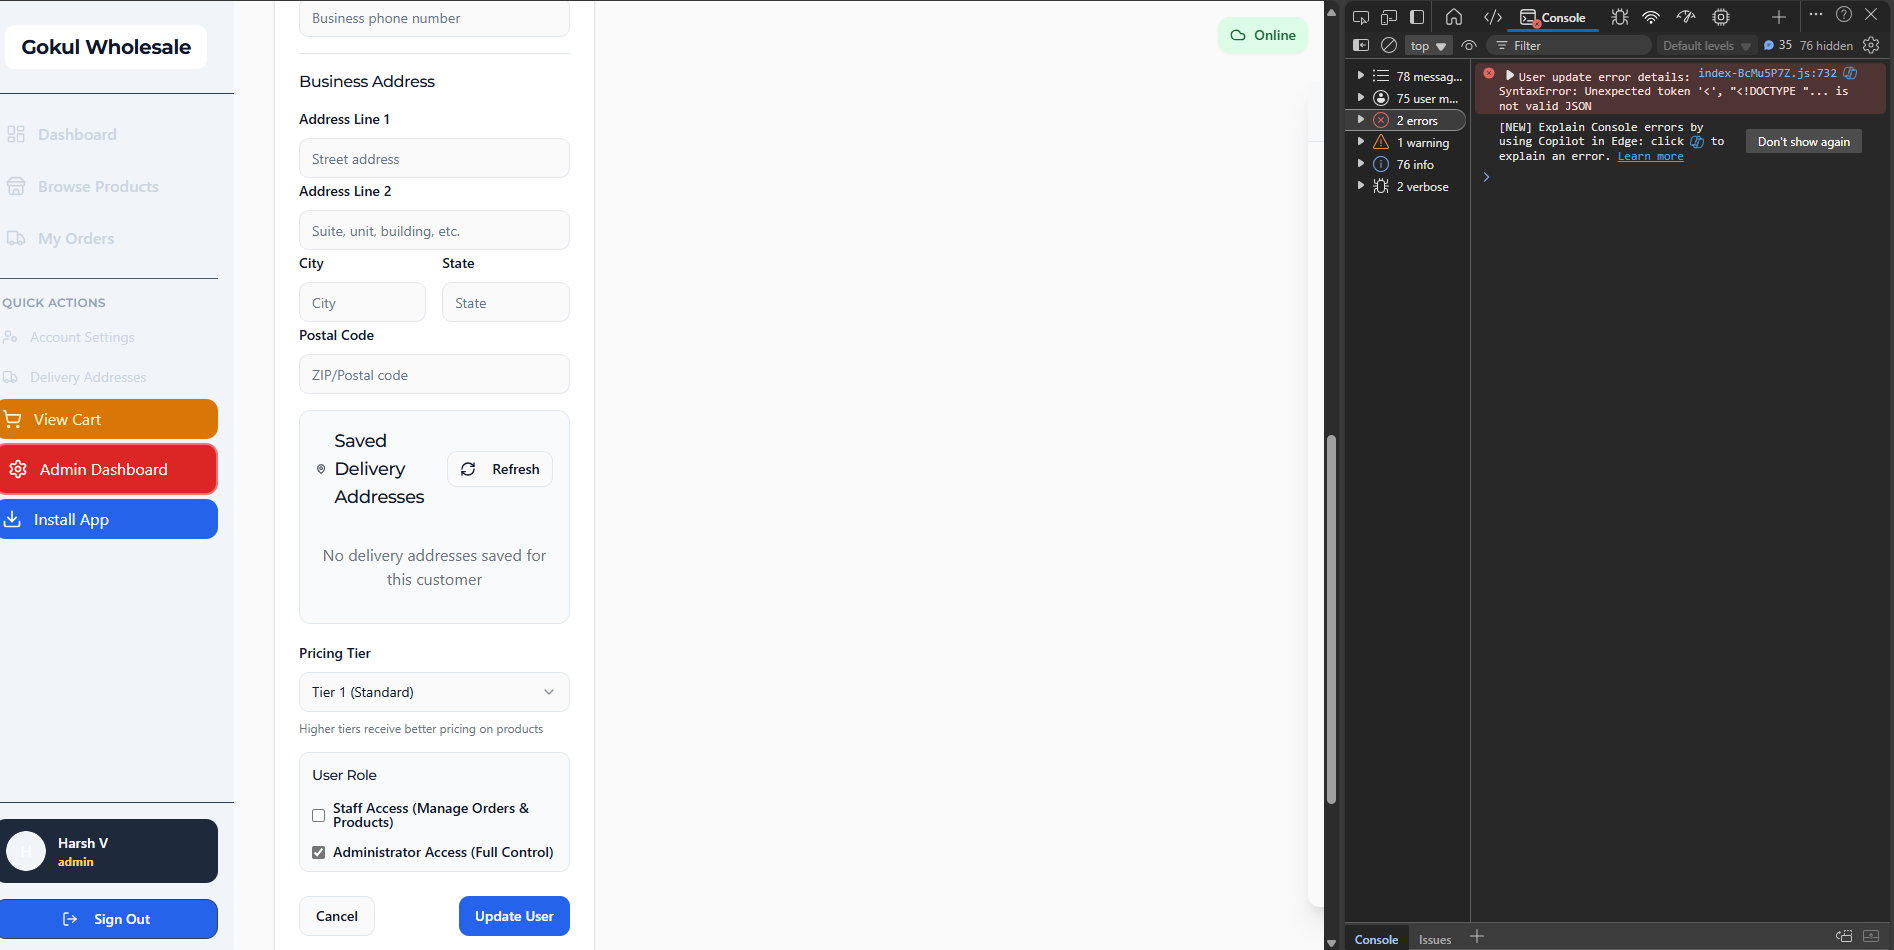 Gokul Wholesale
Dashboard
Browse Products
My Orders
QUICK ACTIONS
Account Settings
Delivery Addresses
View Cart
Admin Dashboard
Install App
H
Harsh V
admin
Sign Out
Business phone number
Business Address
Address Line 1
Street address
Address Line 2
Suite, unit, building, etc.
City
State
City
State
Postal Code
ZIP/Postal code
Saved
Delivery
Addresses
Refresh
No delivery addresses saved for
this customer
Pricing Tier
Tier 1 (Standard)
Higher tiers receive better pricing on products
User Role
Staff Access (Manage Orders &
Products)
Administrator Access (Full Control)
Cancel
Update User
Online
Console
top
Filter
Default levels
35
76 hidden
78 messag...
75 user m...
2 errors
1 warning
76 info
2 verbose
User update error details:
index-BcMu5P7Z.js:732
SyntaxError: Unexpected token '<', "<!DOCTYPE "... is
not valid JSON
[NEW] Explain Console errors by
using Copilot in Edge: click
to
explain an error. Learn more
Don't show again
Console
Issues